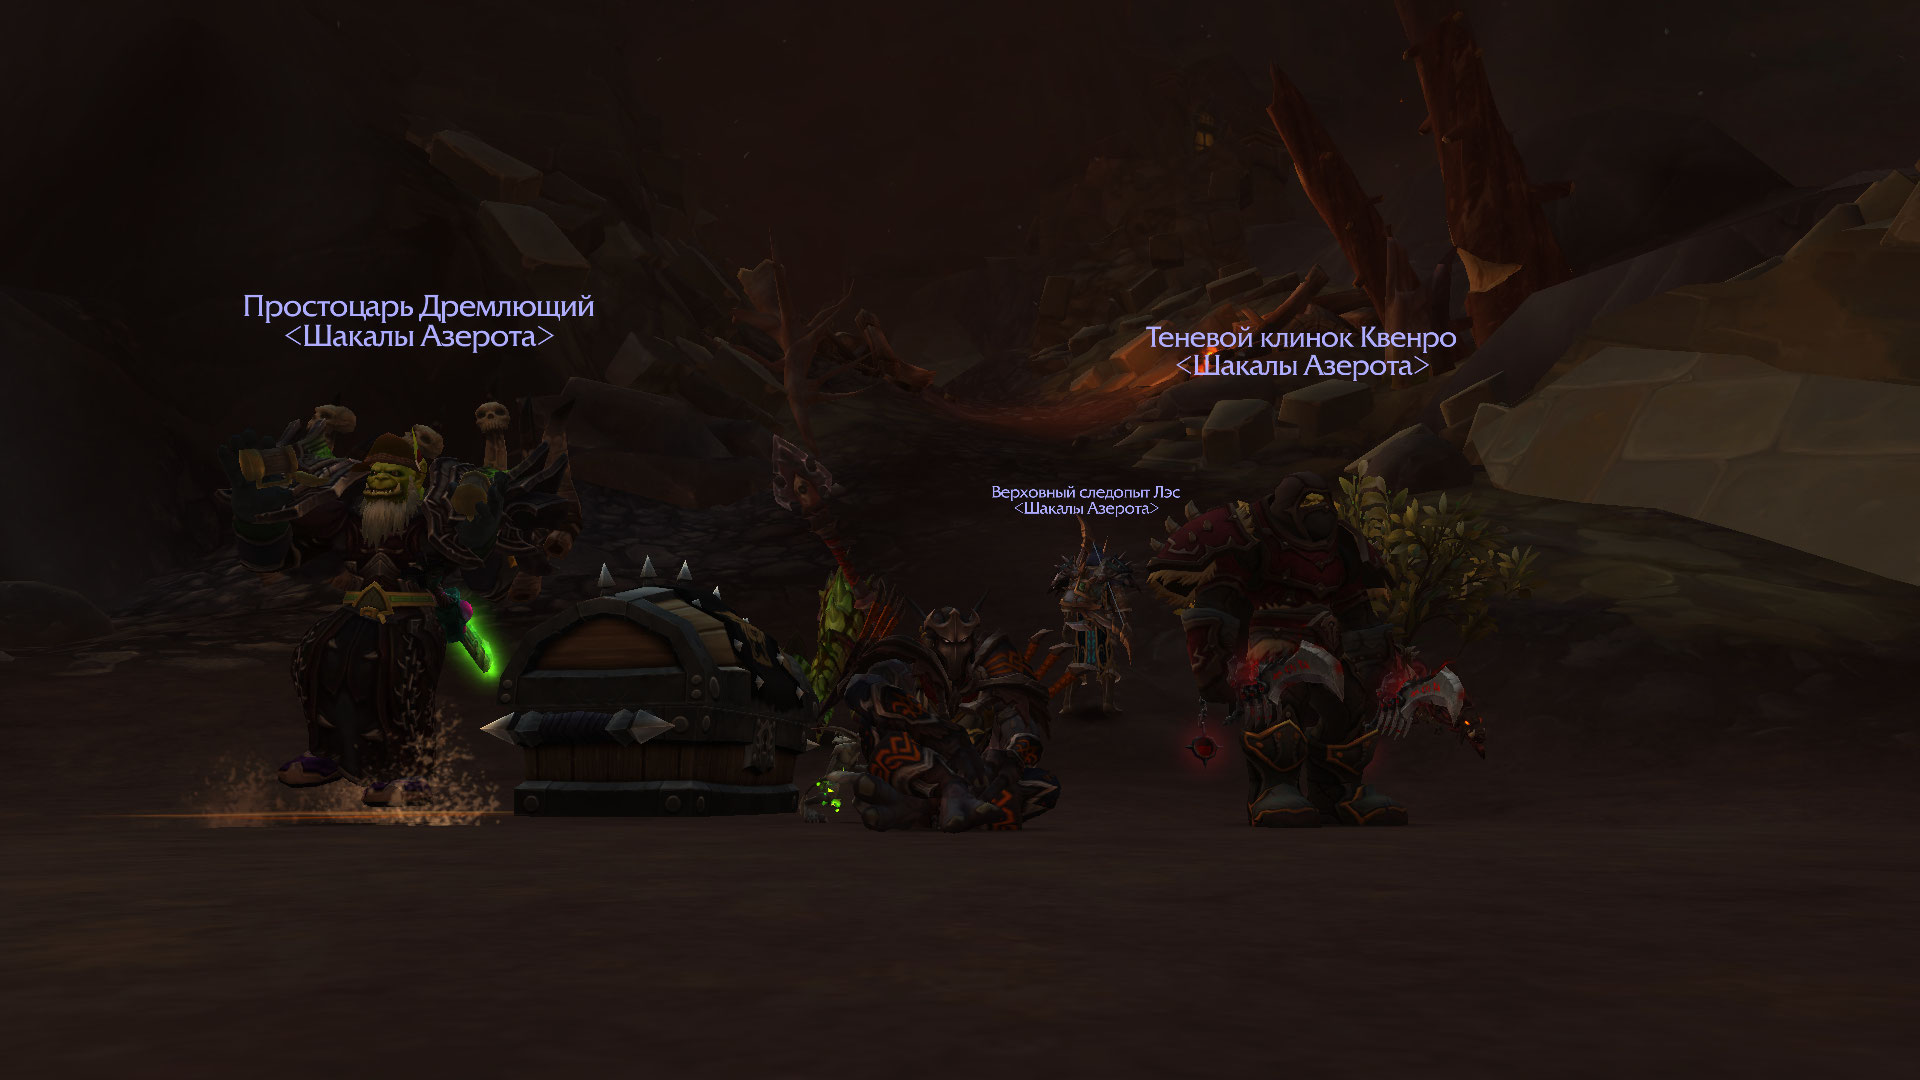 Простоцарь Дремлющий
<Шакалы Азерота>
Теневой клинок Квенро
<Шакалы Азерота>
Верховный следопыт Лэс
<Шакалы Азерота>